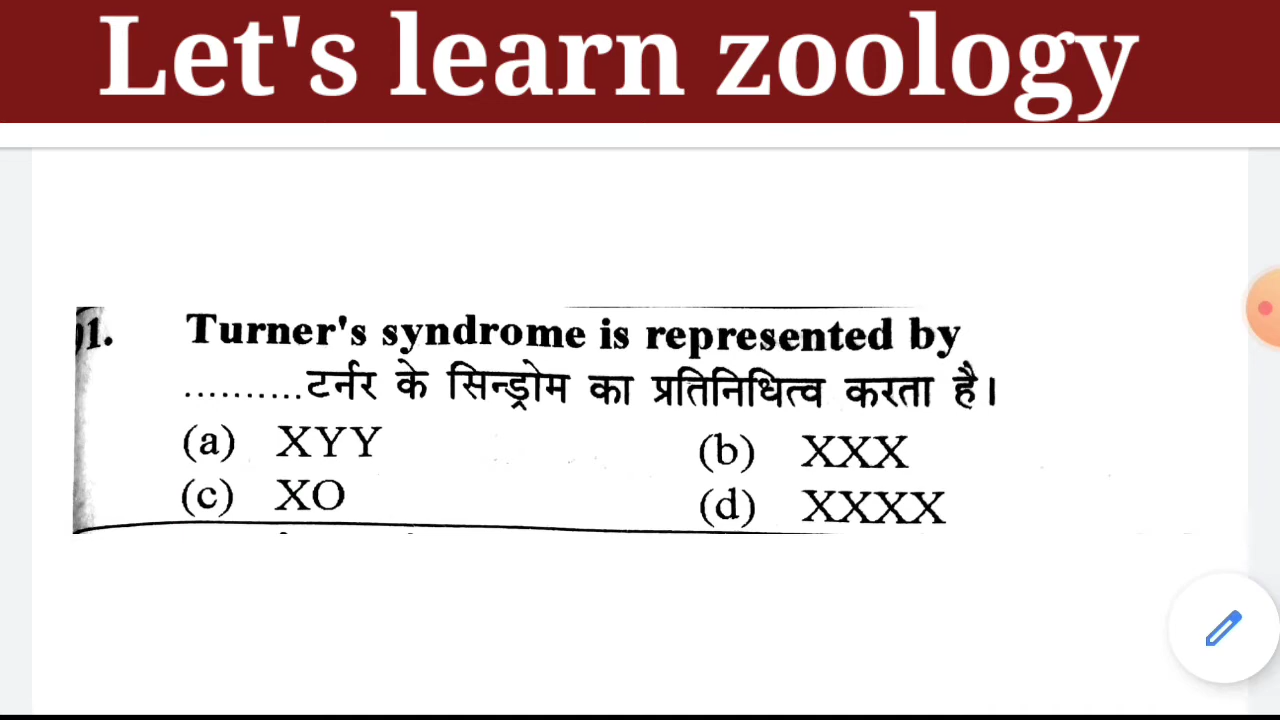 Let's learn zoology
1. Turner's syndrome is represented by
..........टर्नर के सिन्ड्रोम का प्रतिनिधित्व करता है।
(a) XYY (b) XXX
(c) XO (d) XXXX